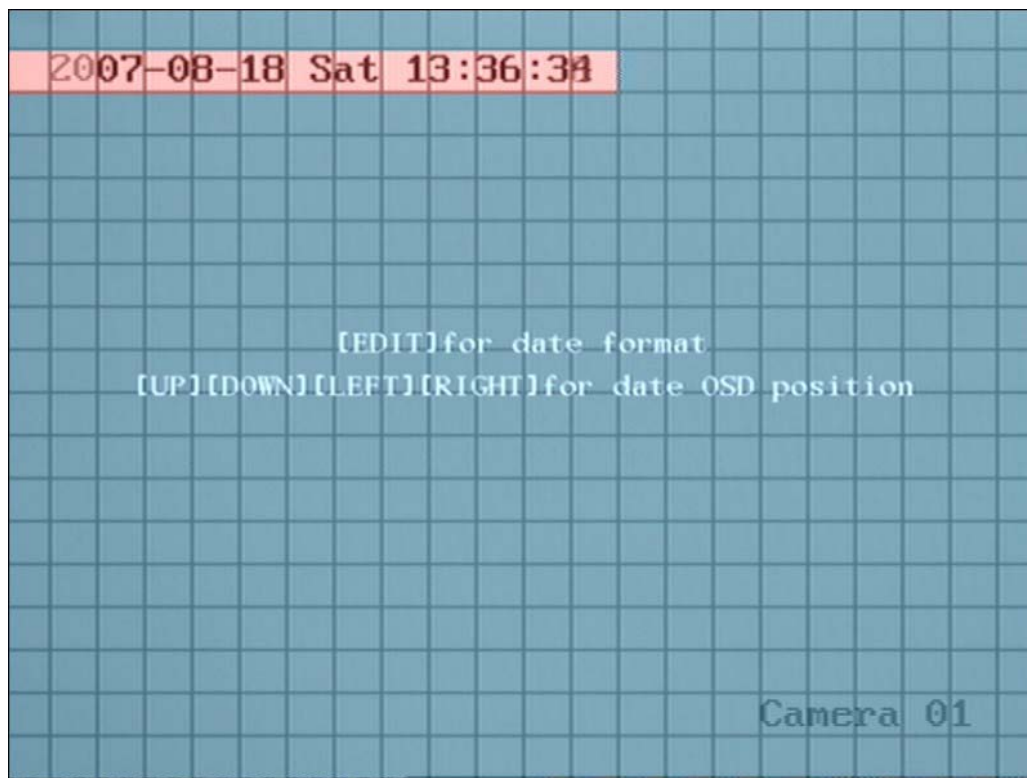 2007-08-18 Sat 13:36:34
[EDIT]for date format
[UP][DOWN][LEFT][RIGHT]for date OSD position
Camera 01